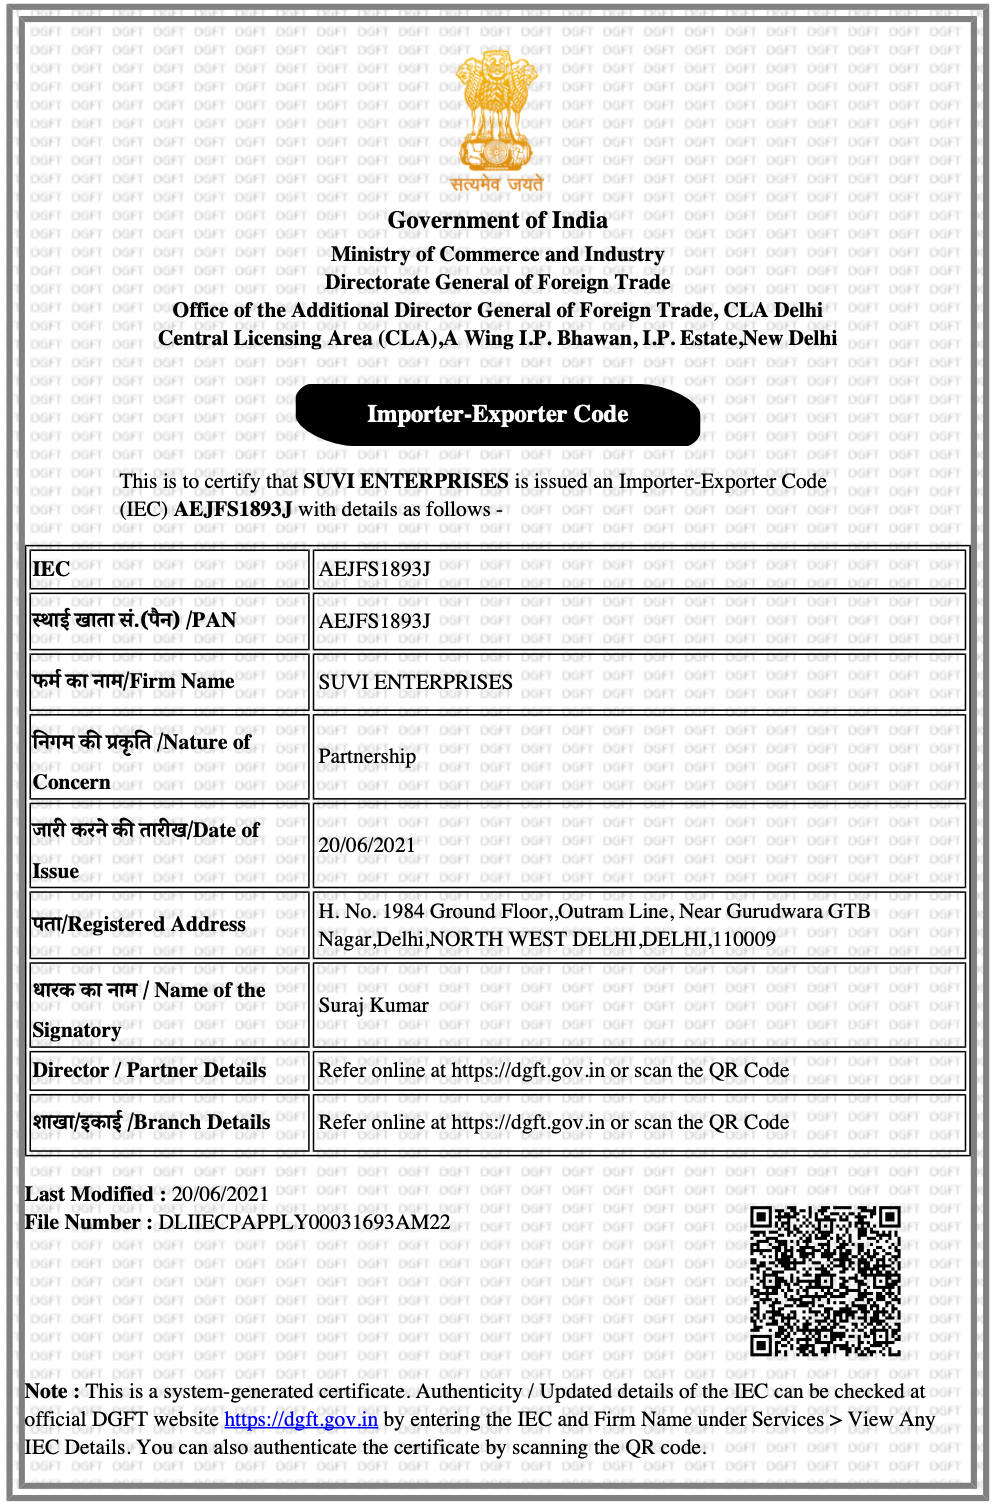 सत्यमेव जयते
Government of India
Ministry of Commerce and Industry
Directorate General of Foreign Trade
Office of the Additional Director General of Foreign Trade, CLA Delhi
Central Licensing Area (CLA),A Wing I.P. Bhawan, I.P. Estate,New Delhi
Importer-Exporter Code
This is to certify that SUVI ENTERPRISES is issued an Importer-Exporter Code
(IEC) AEJFS1893J with details as follows -
IEC AEJFS1893J
स्थाई खाता सं.(पैन) /PAN AEJFS1893J
फर्म का नाम/Firm Name SUVI ENTERPRISES
निगम की प्रकृति /Nature of
Concern
Partnership
जारी करने की तारीख/Date of
Issue
20/06/2021
पता/Registered Address
H. No. 1984 Ground Floor,,Outram Line, Near Gurudwara GTB
Nagar,Delhi,NORTH WEST DELHI,DELHI,110009
धारक का नाम / Name of the
Signatory
Suraj Kumar
Director / Partner Details Refer online at https://dgft.gov.in or scan the QR Code
शाखा/इकाई /Branch Details Refer online at https://dgft.gov.in or scan the QR Code
Last Modified : 20/06/2021
File Number : DLIIECPAPPLY00031693AM22
Note : This is a system-generated certificate. Authenticity / Updated details of the IEC can be checked at
official DGFT website https://dgft.gov.in by entering the IEC and Firm Name under Services > View Any
IEC Details. You can also authenticate the certificate by scanning the QR code.